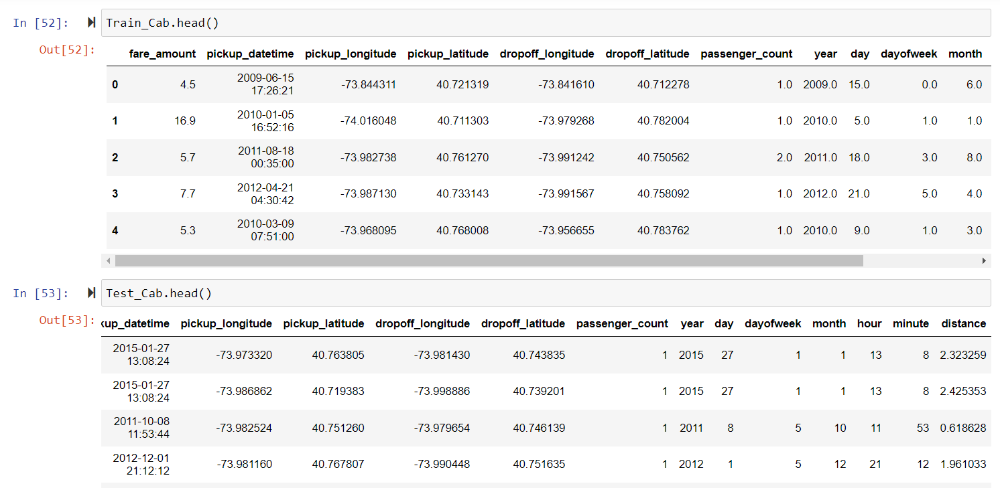 In [52]: Train_Cab.head()
Out[52]:
fare_amount pickup_datetime pickup_longitude pickup_latitude dropoff_longitude dropoff_latitude passenger_count year day dayofweek month
0 4.5 2009-06-15 17:26:21 -73.844311 40.721319 -73.841610 40.712278 1.0 2009.0 15.0 0.0 6.0
1 16.9 2010-01-05 16:52:16 -74.016048 40.711303 -73.979268 40.782004 1.0 2010.0 5.0 1.0 1.0
2 5.7 2011-08-18 00:35:00 -73.982738 40.761270 -73.991242 40.750562 2.0 2011.0 18.0 3.0 8.0
3 7.7 2012-04-21 04:30:42 -73.987130 40.733143 -73.991567 40.758092 1.0 2012.0 21.0 5.0 4.0
4 5.3 2010-03-09 07:51:00 -73.968095 40.768008 -73.956655 40.783762 1.0 2010.0 9.0 1.0 3.0
In [53]: Test_Cab.head()
Out[53]:
kup_datetime pickup_longitude pickup_latitude dropoff_longitude dropoff_latitude passenger_count year day dayofweek month hour minute distance
2015-01-27 13:08:24 -73.973320 40.763805 -73.981430 40.743835 1 2015 27 1 1 13 8 2.323259
2015-01-27 13:08:24 -73.986862 40.719383 -73.998886 40.739201 1 2015 27 1 1 13 8 2.425353
2011-10-08 11:53:44 -73.982524 40.751260 -73.979654 40.746139 1 2011 8 5 10 11 53 0.618628
2012-12-01 21:12:12 -73.981160 40.767807 -73.990448 40.751635 1 2012 1 5 12 21 12 1.961033